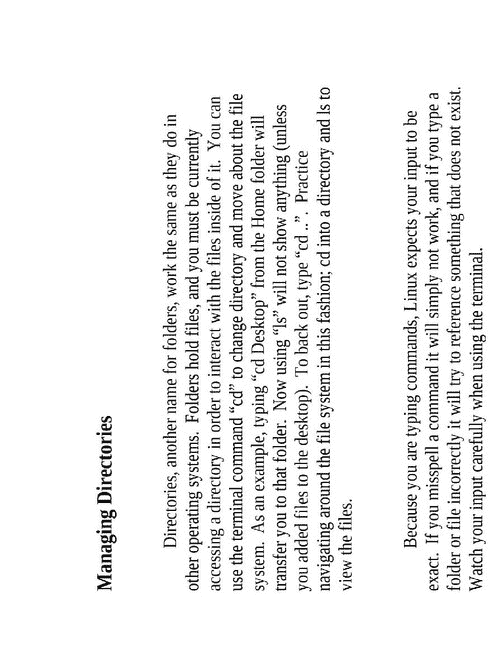 Managing Directories
Directories, another name for folders, work the same as they do in
other operating systems.  Folders hold files, and you must be currently
accessing a directory in order to interact with the files inside of it.  You can
use the terminal command “cd” to change directory and move about the file
system.  As an example, typing “cd Desktop” from the Home folder will
transfer you to that folder.  Now using “ls” will not show anything (unless
you added files to the desktop).  To back out, type “cd ..”.  Practice
navigating around the file system in this fashion; cd into a directory and ls to
view the files.
Because you are typing commands, Linux expects your input to be
exact.  If you misspell a command it will simply not work, and if you type a
folder or file incorrectly it will try to reference something that does not exist.
Watch your input carefully when using the terminal.